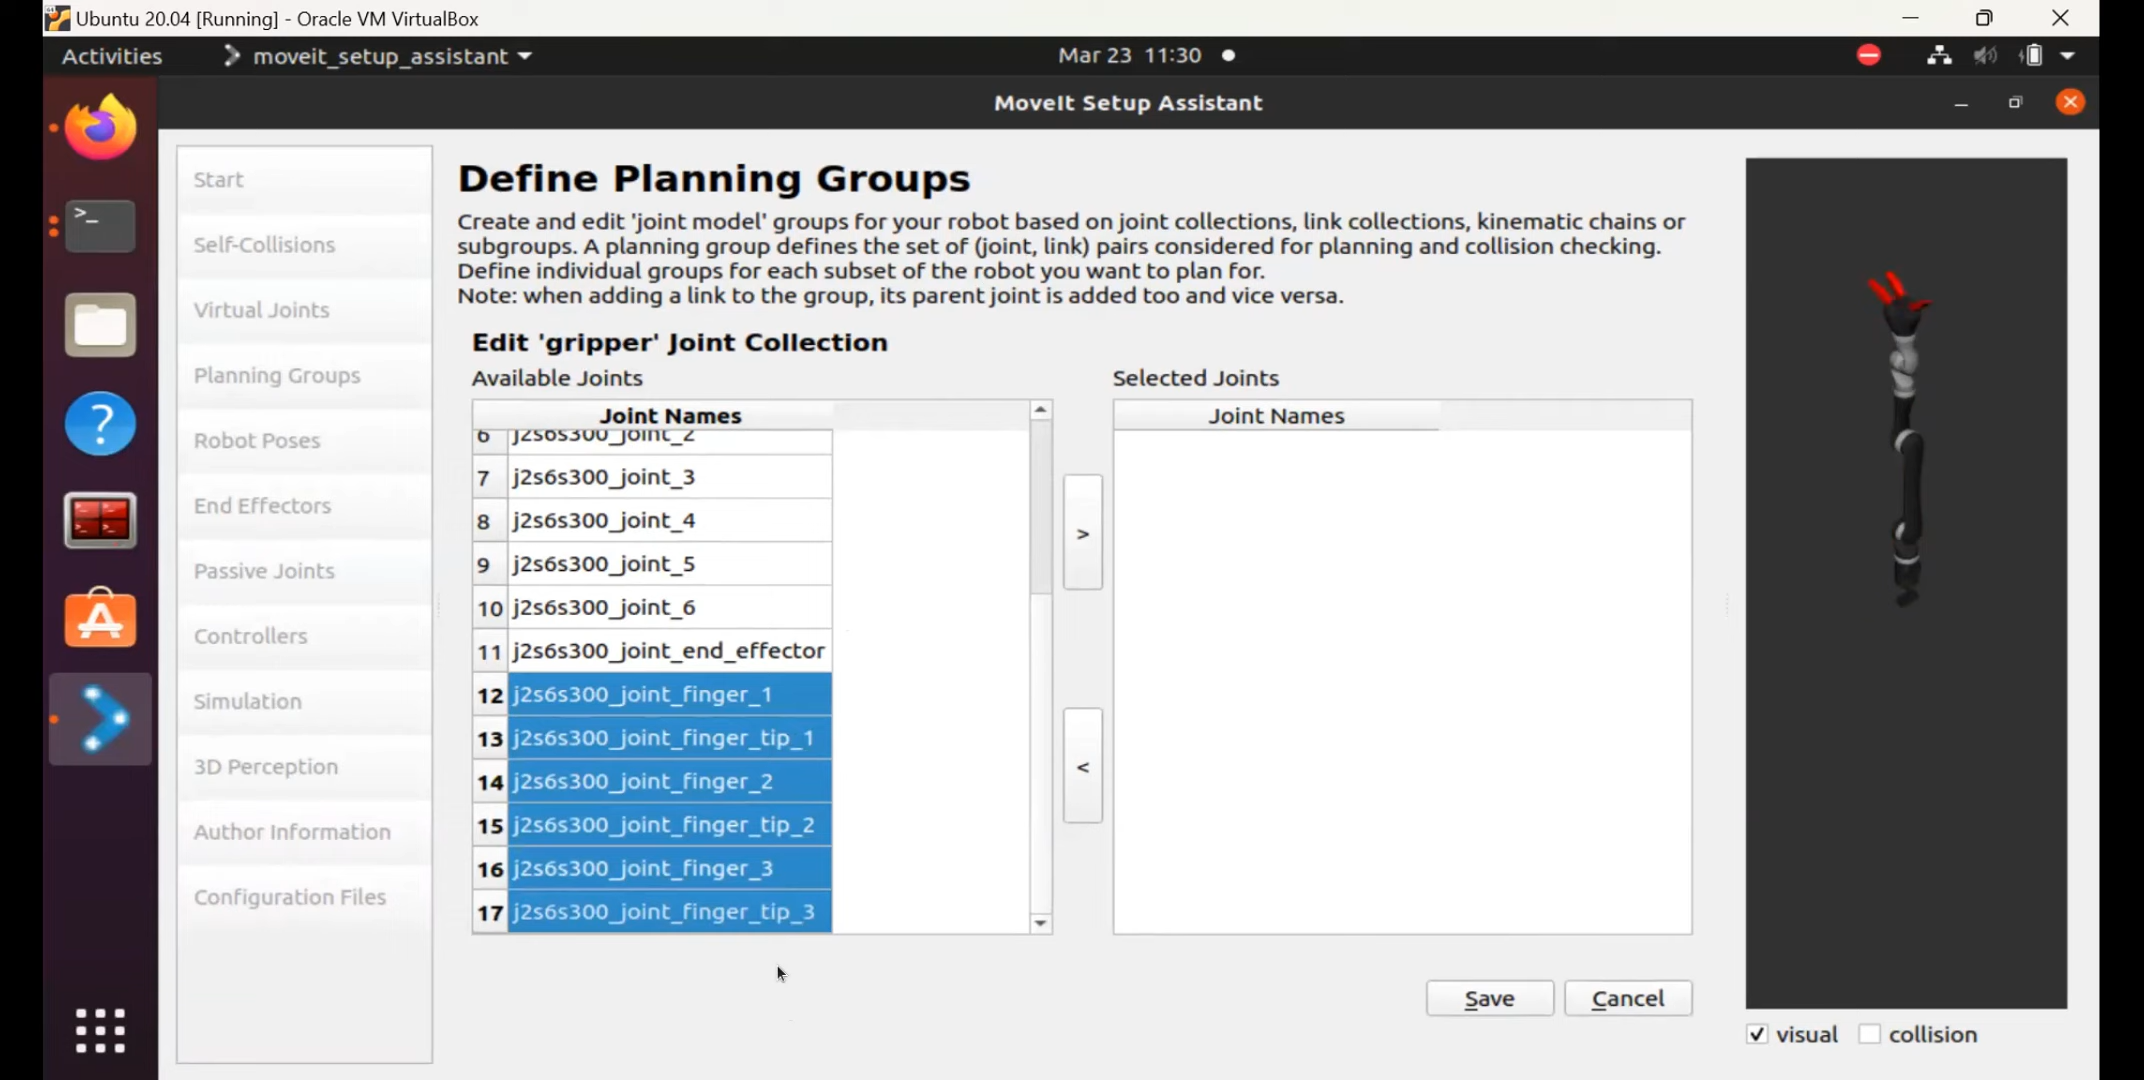 Ubuntu 20.04 [Running] - Oracle VM VirtualBox
Activities
moveit_setup_assistant
Mar 23 11:30
MoveIt Setup Assistant
Start
Self-Collisions
Virtual Joints
Planning Groups
Robot Poses
End Effectors
Passive Joints
Controllers
Simulation
3D Perception
Author Information
Configuration Files
Define Planning Groups
Create and edit 'joint model' groups for your robot based on joint collections, link collections, kinematic chains or
subgroups. A planning group defines the set of (joint, link) pairs considered for planning and collision checking.
Define individual groups for each subset of the robot you want to plan for.
Note: when adding a link to the group, its parent joint is added too and vice versa.
Edit 'gripper' Joint Collection
Available Joints
Joint Names
6 j2s6s300_joint_2
7 j2s6s300_joint_3
8 j2s6s300_joint_4
9 j2s6s300_joint_5
10 j2s6s300_joint_6
11 j2s6s300_joint_end_effector
12 j2s6s300_joint_finger_1
13 j2s6s300_joint_finger_tip_1
14 j2s6s300_joint_finger_2
15 j2s6s300_joint_finger_tip_2
16 j2s6s300_joint_finger_3
17 j2s6s300_joint_finger_tip_3
>
<
Selected Joints
Joint Names
Save
Cancel
visual
collision